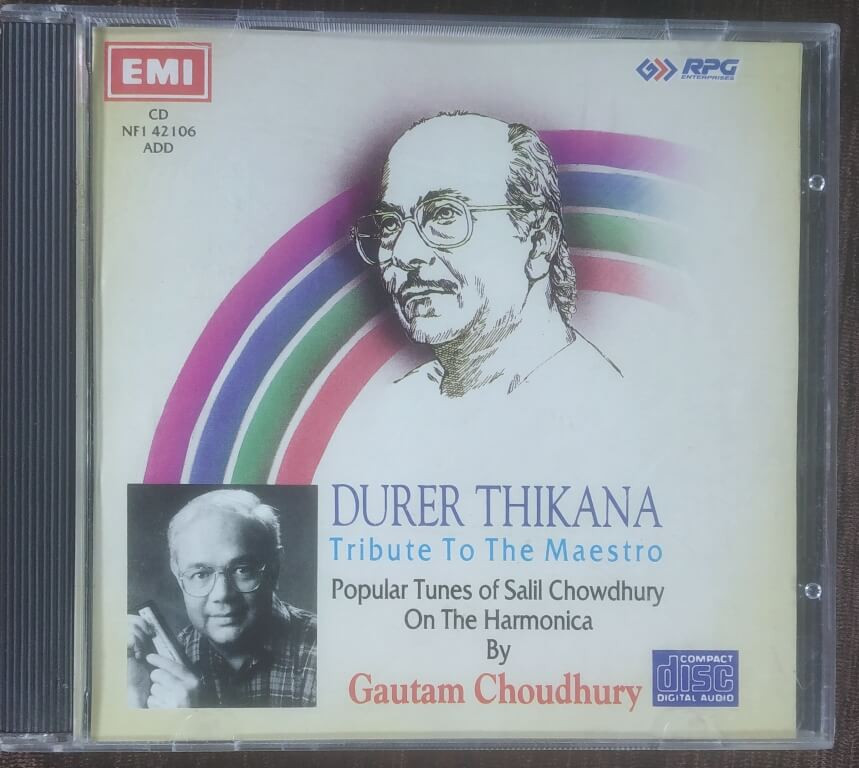 EMI
CD
NF1 42106
ADD
RPG
ENTERPRISES
DURER THIKANA
Tribute To The Maestro
Popular Tunes of Salil Chowdhury
On The Harmonica
By
Gautam Choudhury
COMPACT
disc
DIGITAL AUDIO